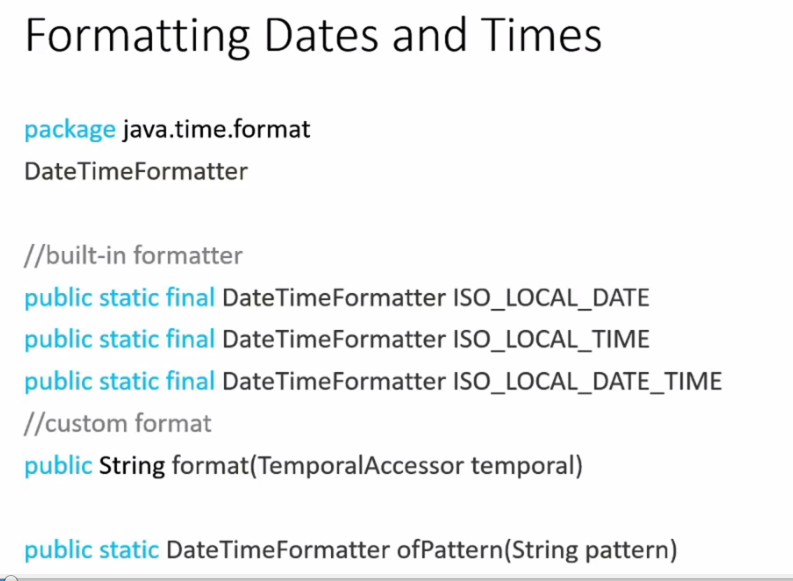 Formatting Dates and Times
package java.time.format
DateTimeFormatter
//built-in formatter
public static final DateTimeFormatter ISO_LOCAL_DATE
public static final DateTimeFormatter ISO_LOCAL_TIME
public static final DateTimeFormatter ISO_LOCAL_DATE_TIME
//custom format
public String format(TemporalAccessor temporal)
public static DateTimeFormatter ofPattern(String pattern)